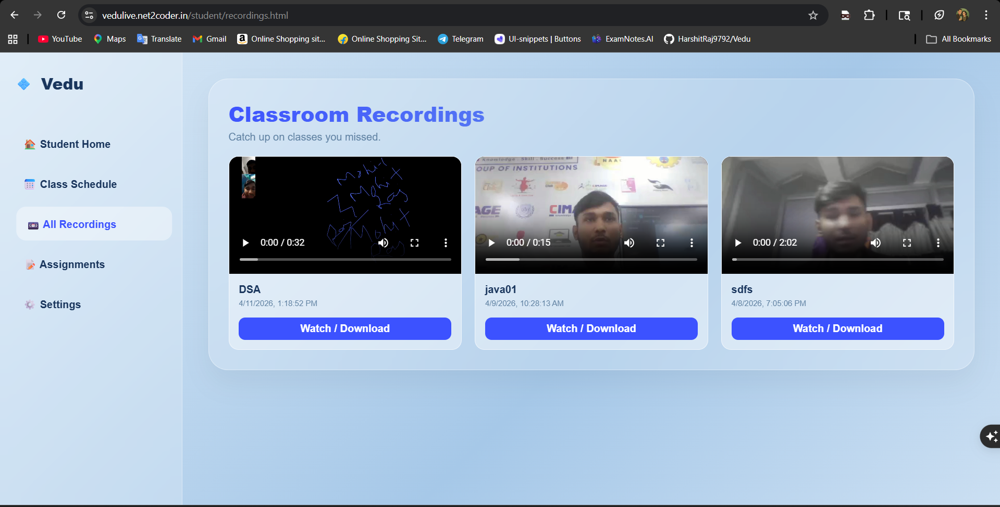 vedulive.net2coder.in/student/recordings.html
YouTube
Maps
Translate
Gmail
Online Shopping sit...
Online Shopping Sit...
Telegram
UI-snippets | Buttons
ExamNotes.AI
HarshitRaj9792/Vedu
All Bookmarks
Vedu
Student Home
Class Schedule
All Recordings
Assignments
Settings
Classroom Recordings
Catch up on classes you missed.
Mohit
0:00 / 0:32
DSA
4/11/2026, 1:18:52 PM
Watch / Download
Knowledge . Skill . Success
NAAC
OUP OF INSTITUTIONS
CIMAGE
AGE
CIMA
0:00 / 0:15
java01
4/9/2026, 10:28:13 AM
Watch / Download
0:00 / 2:02
sdfs
4/8/2026, 7:05:06 PM
Watch / Download